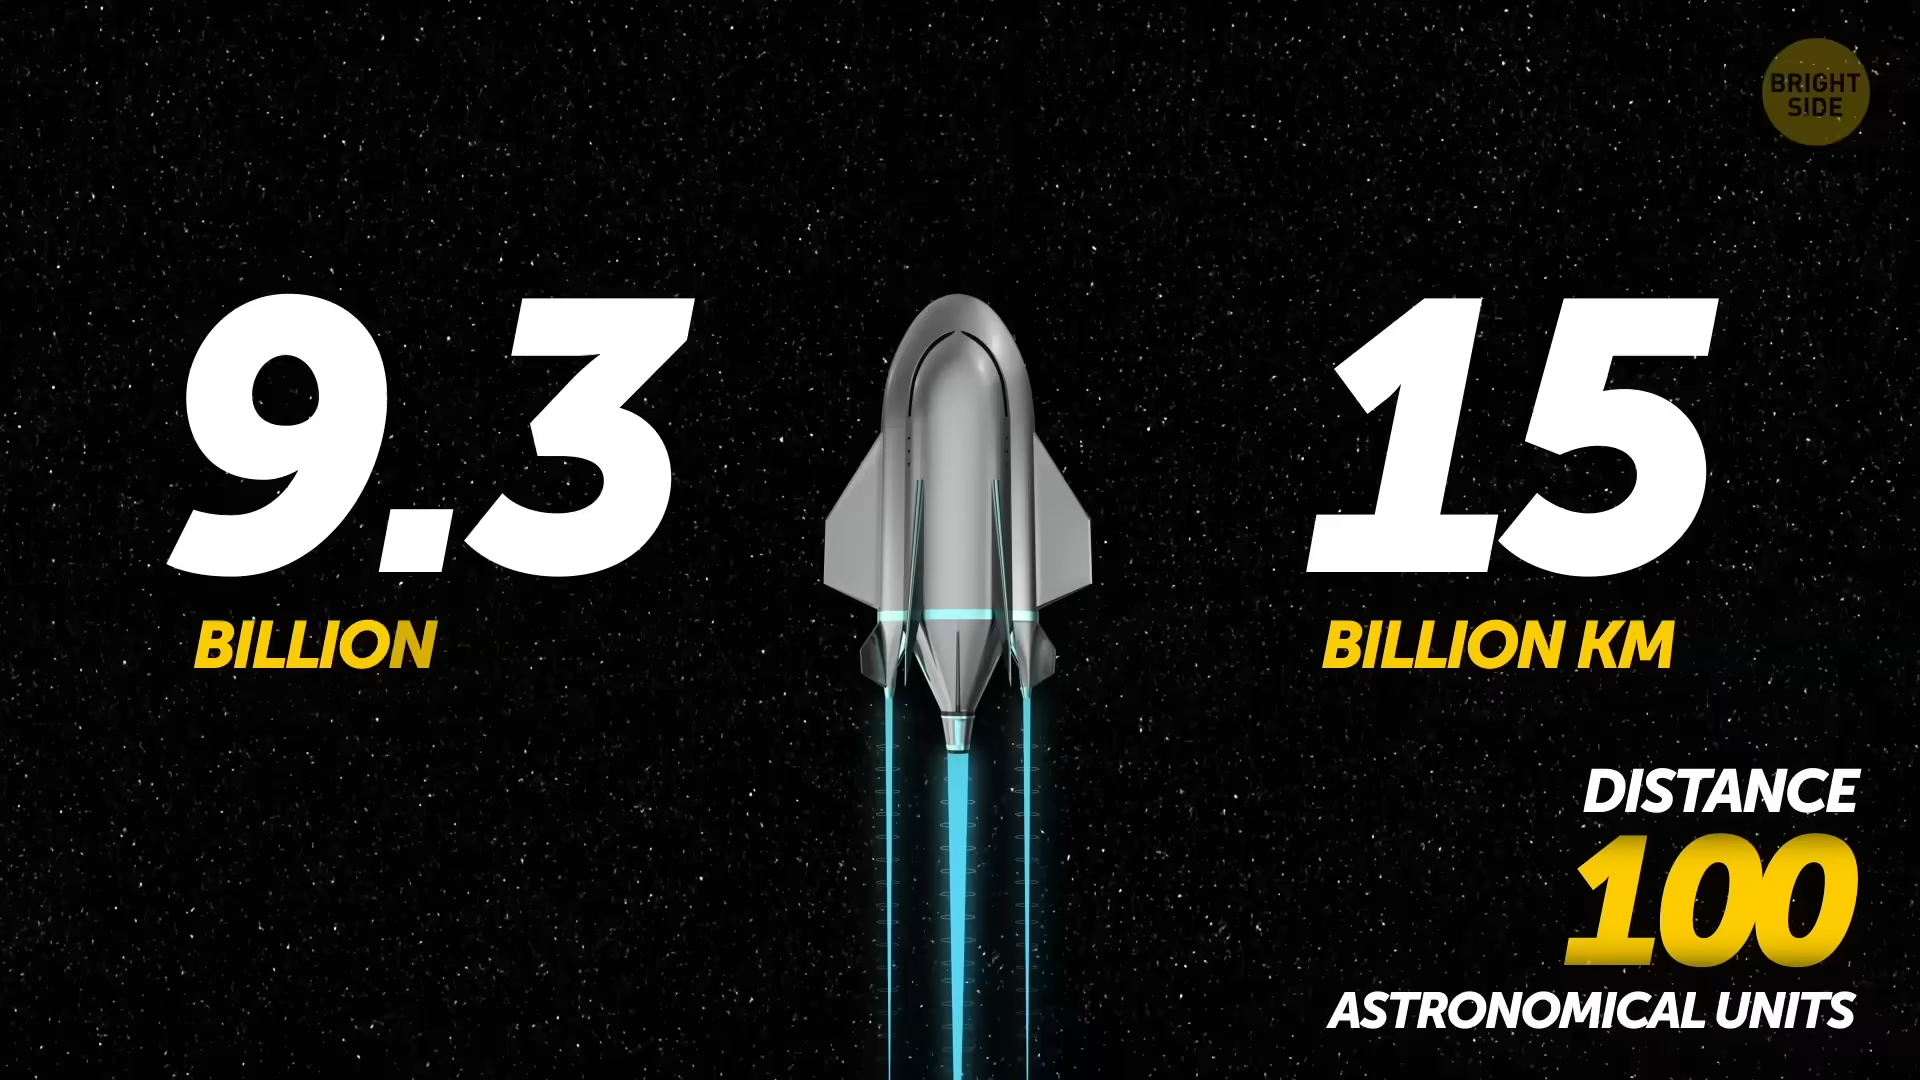 BRIGHT
SIDE
9.3
BILLION
15
BILLION KM
DISTANCE
100
ASTRONOMICAL UNITS